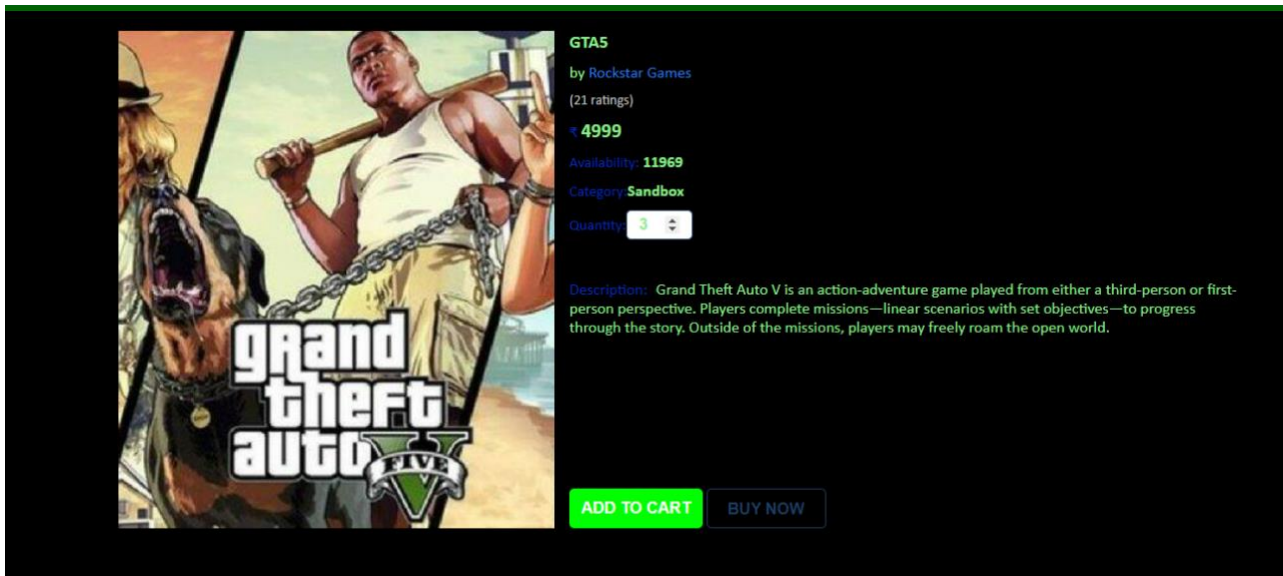 GTA5
by Rockstar Games
(21 ratings)
₹ 4999
Availability: 11969
Category:Sandbox
Quantity: 3
Description: Grand Theft Auto V is an action-adventure game played from either a third-person or first-
person perspective. Players complete missions—linear scenarios with set objectives—to progress
through the story. Outside of the missions, players may freely roam the open world.
grand
theft
auto V
FIVE
ADD TO CART BUY NOW